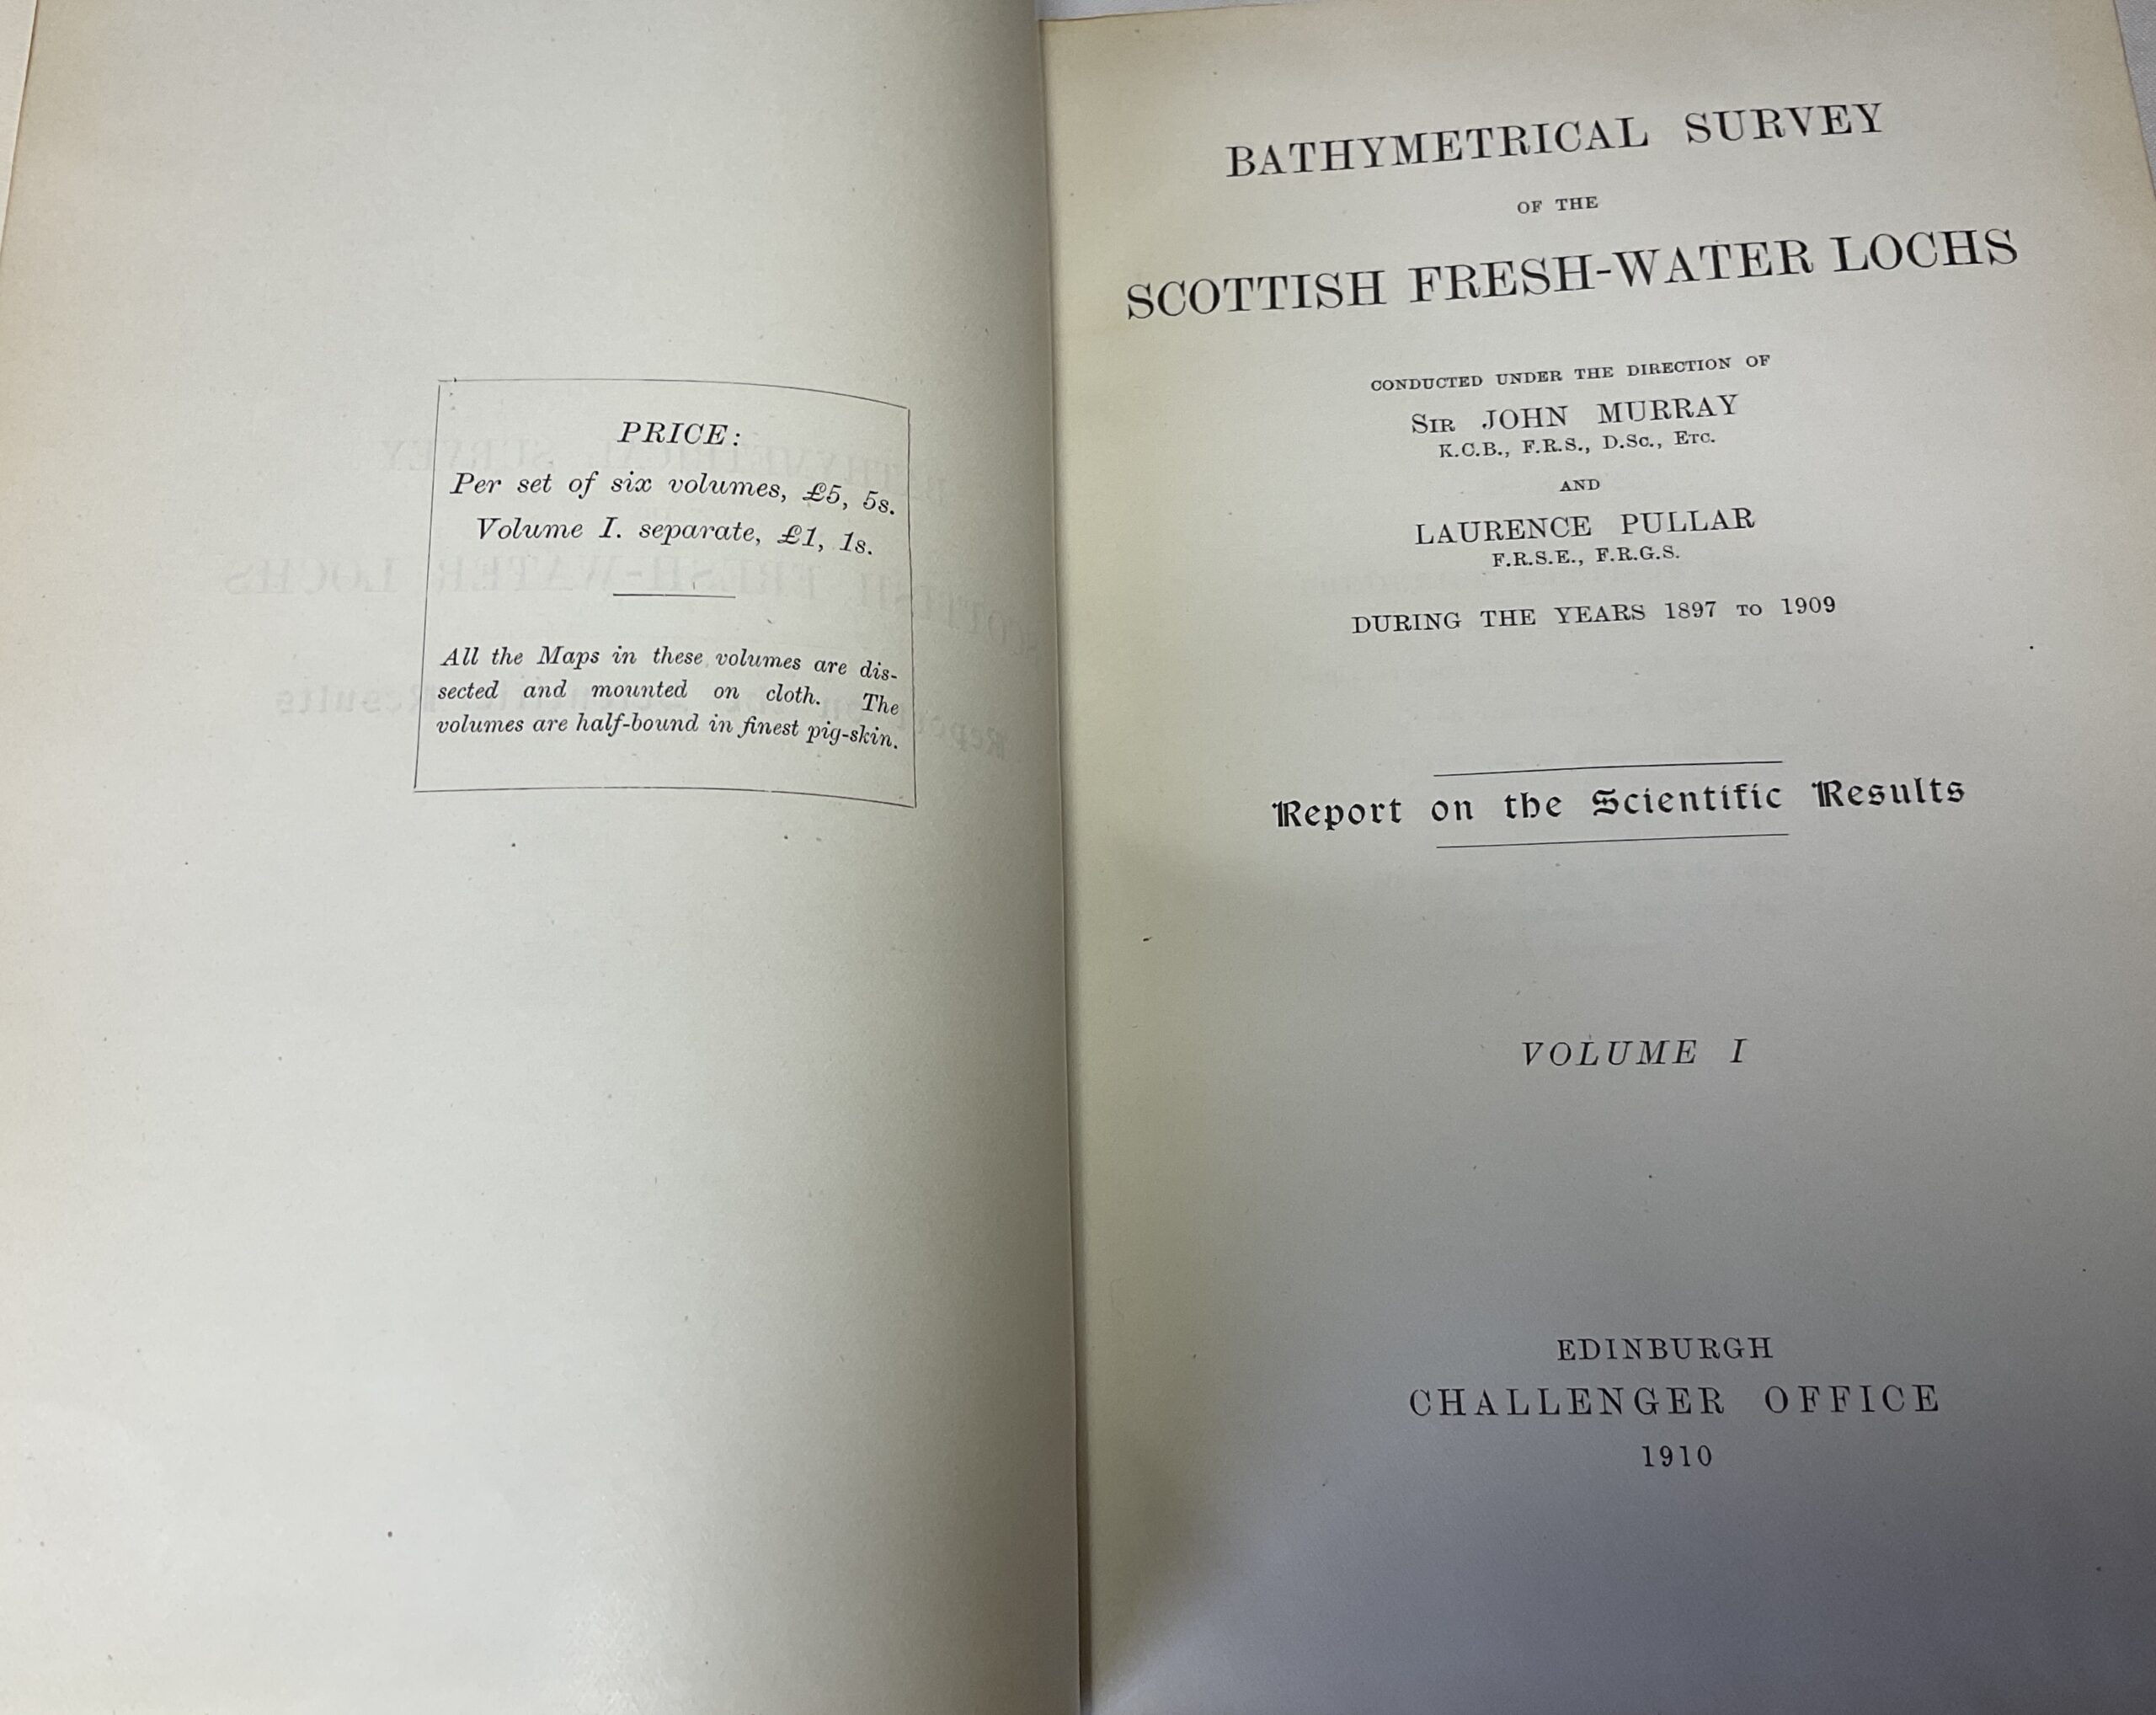 PRICE:
Per set of six volumes, £5, 5s.
Volume I. separate, £1, 1s.
All the Maps in these volumes are dis-
sected and mounted on cloth. The
volumes are half-bound in finest pig-skin.
BATHYMETRICAL SURVEY
OF THE
SCOTTISH FRESH-WATER LOCHS
CONDUCTED UNDER THE DIRECTION OF
SIR JOHN MURRAY
K.C.B., F.R.S., D.Sc., ETC.
AND
LAURENCE PULLAR
F.R.S.E., F.R.G.S.
DURING THE YEARS 1897 TO 1909
Report on the Scientific Results
VOLUME I
EDINBURGH
CHALLENGER OFFICE
1910